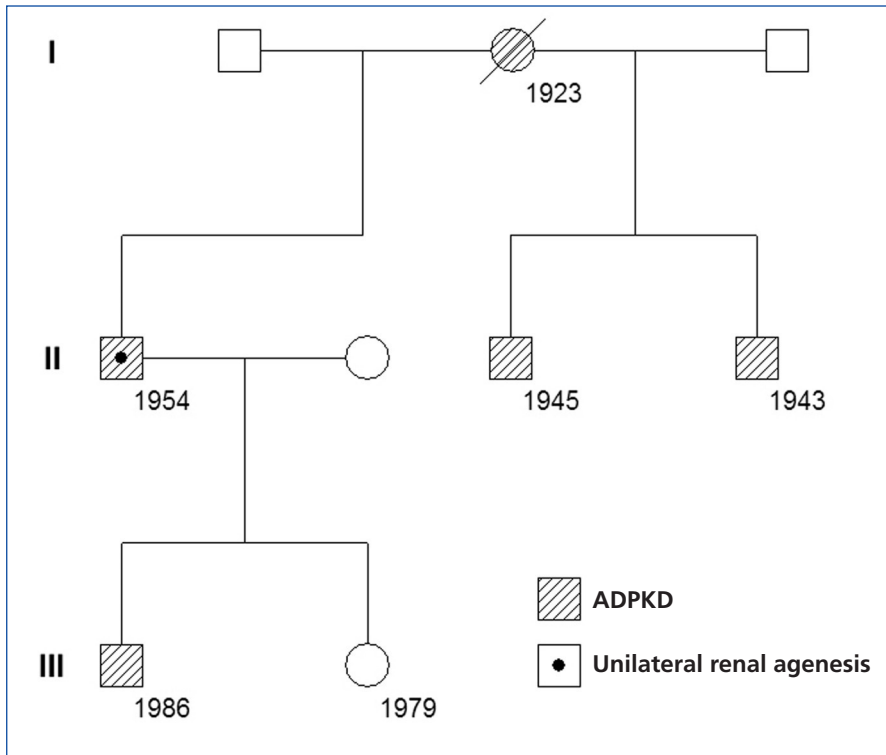 I
1923
II
1954
1945
1943
ADPKD
Unilateral renal agenesis
III
1986
1979